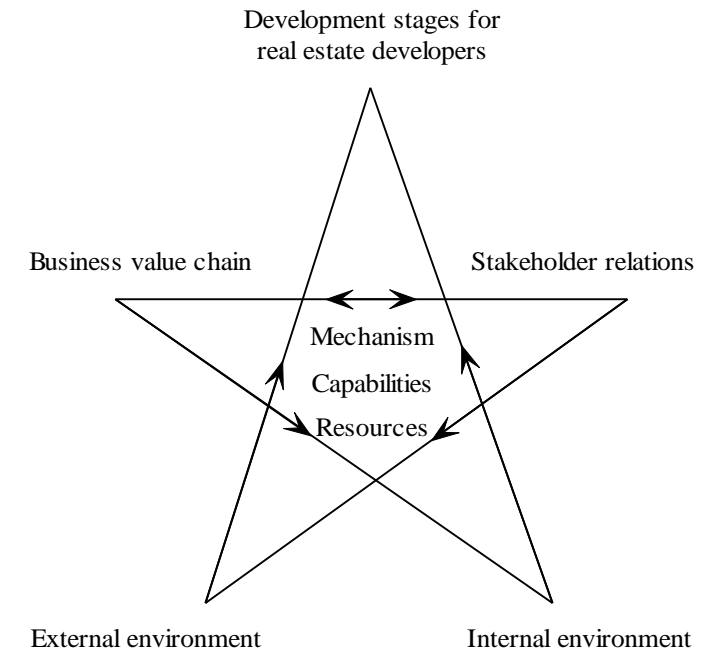 Development stages for
real estate developers
Business value chain
Stakeholder relations
Mechanism
Capabilities
Resources
External environment
Internal environment